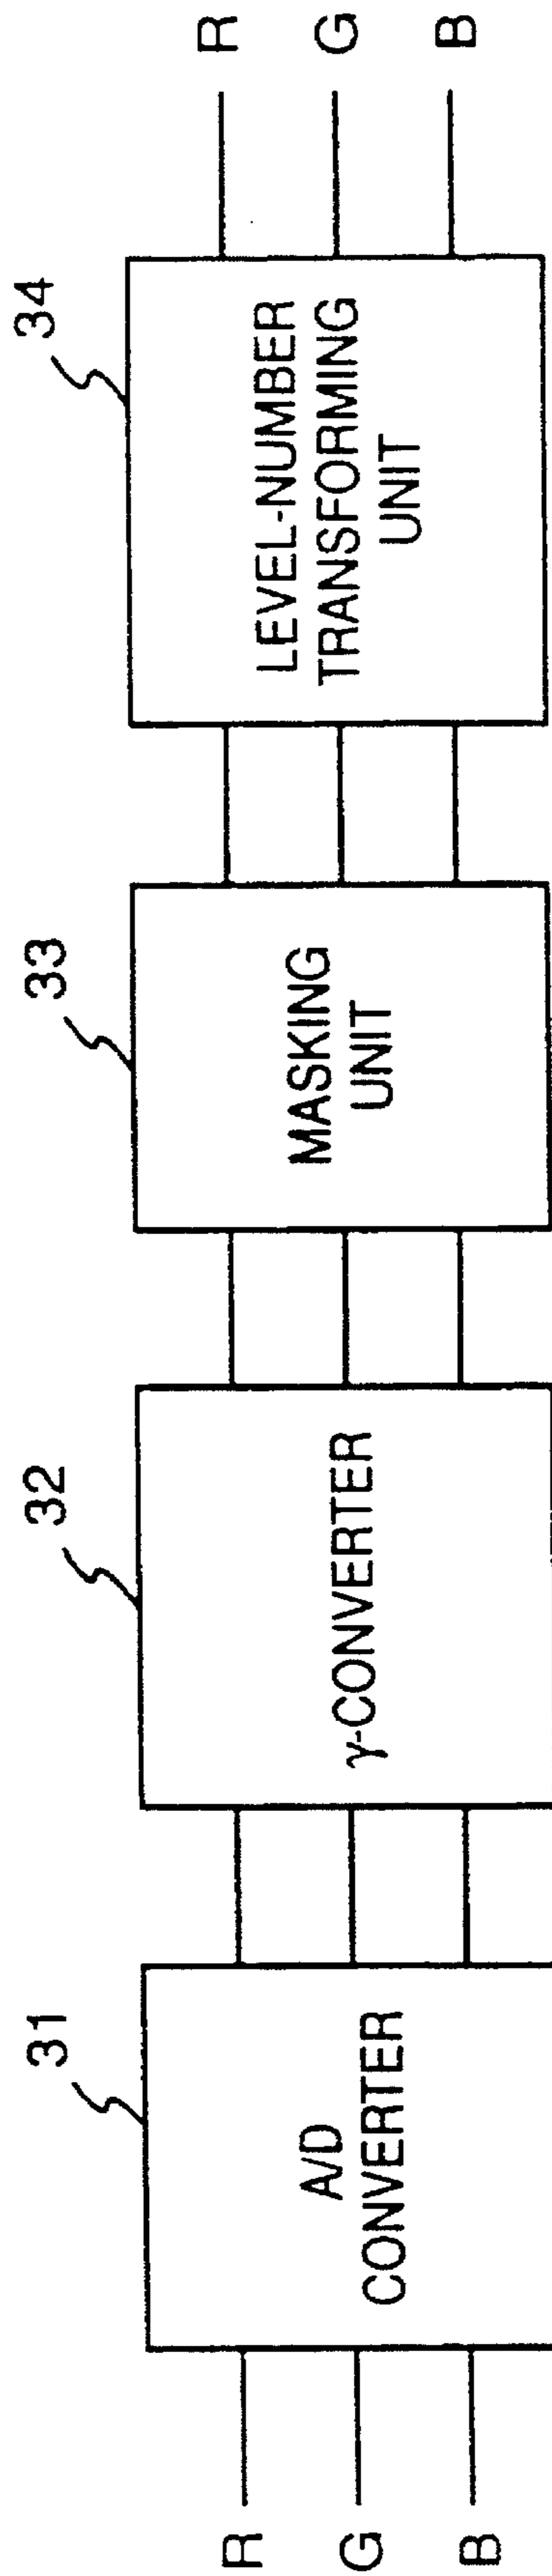 31
32
33
34
R
G
B
A/D
CONVERTER
γ-CONVERTER
MASKING
UNIT
LEVEL-NUMBER
TRANSFORMING
UNIT
R
G
B